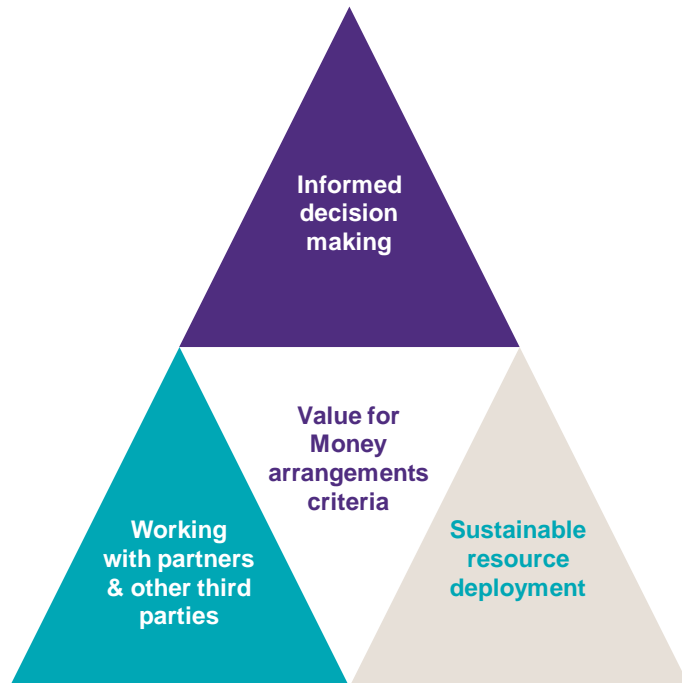 Informed
decision
making
Value for
Money
arrangements
criteria
Working
with partners
& other third
parties
Sustainable
resource
deployment